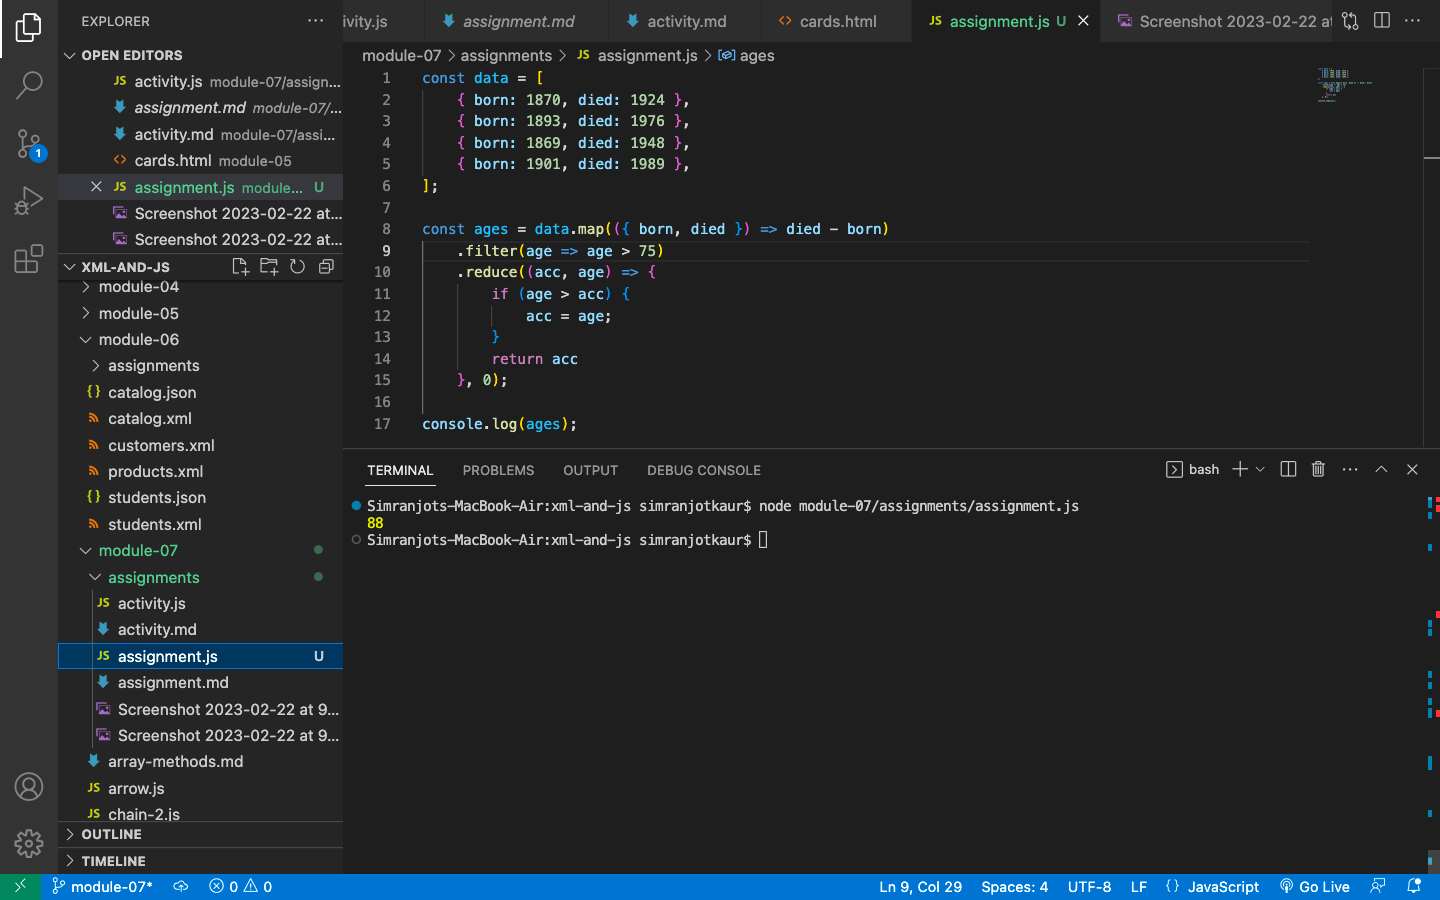 EXPLORER
OPEN EDITORS
activity.js module-07/assign...
assignment.md module-07/...
activity.md module-07/assi...
cards.html module-05
assignment.js module... U
Screenshot 2023-02-22 at...
Screenshot 2023-02-22 at...
XML-AND-JS
module-04
module-05
module-06
assignments
catalog.json
catalog.xml
customers.xml
products.xml
students.json
students.xml
module-07
assignments
activity.js
activity.md
assignment.js U
assignment.md
Screenshot 2023-02-22 at 9...
Screenshot 2023-02-22 at 9...
array-methods.md
arrow.js
chain-2.js
OUTLINE
TIMELINE
ivity.js assignment.md activity.md cards.html assignment.js U Screenshot 2023-02-22 at
module-07 > assignments > JS assignment.js > ages
1 const data = [
2 { born: 1870, died: 1924 },
3 { born: 1893, died: 1976 },
4 { born: 1869, died: 1948 },
5 { born: 1901, died: 1989 },
6 ];
7
8 const ages = data.map(({ born, died }) => died - born)
9 .filter(age => age > 75)
10 .reduce((acc, age) => {
11 if (age > acc) {
12 acc = age;
13 }
14 return acc
15 }, 0);
16
17 console.log(ages);
TERMINAL PROBLEMS OUTPUT DEBUG CONSOLE bash
Simranjots-MacBook-Air:xml-and-js simranjotkaur$ node module-07/assignments/assignment.js
88
Simranjots-MacBook-Air:xml-and-js simranjotkaur$
module-07* 0 0 Ln 9, Col 29 Spaces: 4 UTF-8 LF {} JavaScript Go Live